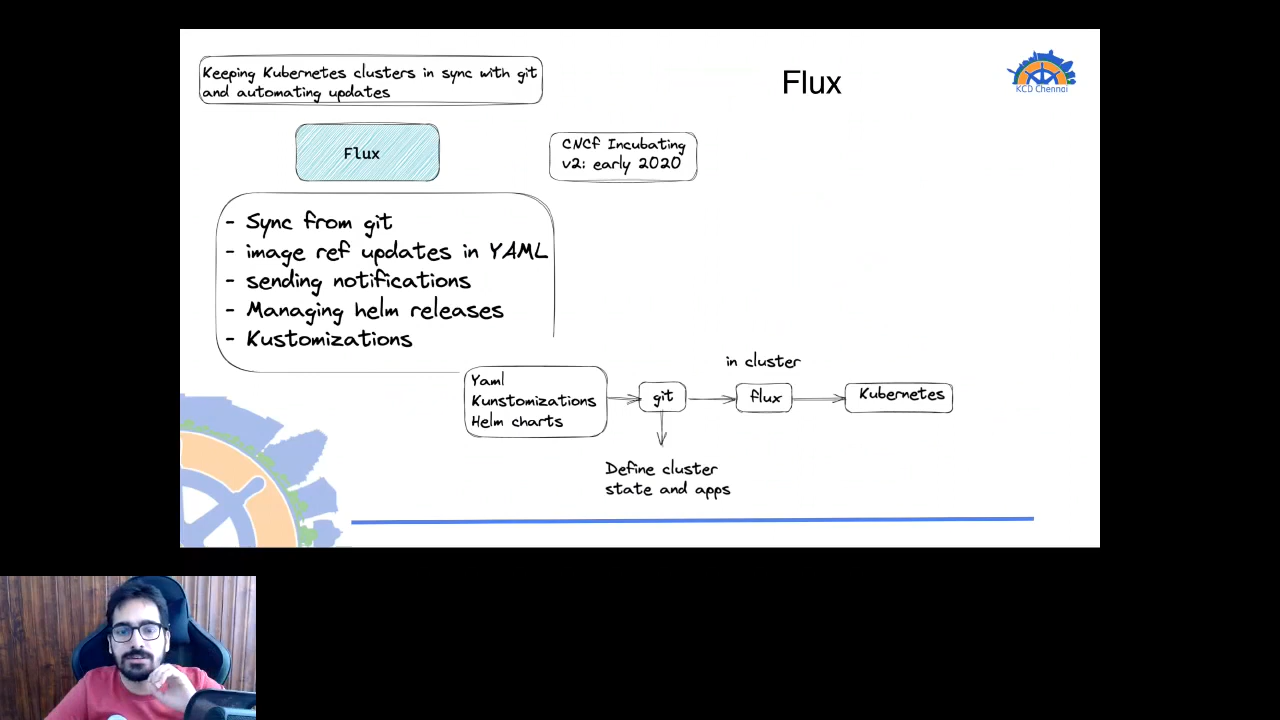 Keeping Kubernetes clusters in sync with git
and automating updates
Flux
KCD Chennai
Flux
CNCf Incubating
v2: early 2020
- Sync from git
- image ref updates in YAML
- sending notifications
- Managing helm releases
- Kustomizations
in cluster
Yaml
Kunstomizations
Helm charts
git
flux
Kubernetes
Define cluster
state and apps